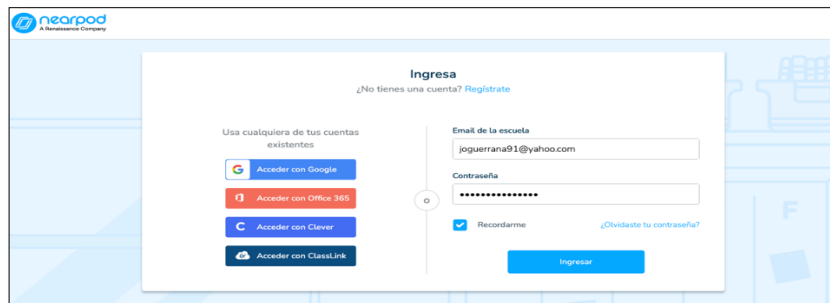 nearpod
A Renaissance Company
Ingresa
¿No tienes una cuenta? Regístrate
Usa cualquiera de tus cuentas
existentes
G Acceder con Google
Acceder con Office 365
C Acceder con Clever
Acceder con ClassLink
o
Email de la escuela
joguerrana91@yahoo.com
Contraseña
•••••••••••••••
Recordarme
¿Olvidaste tu contraseña?
Ingresar
F